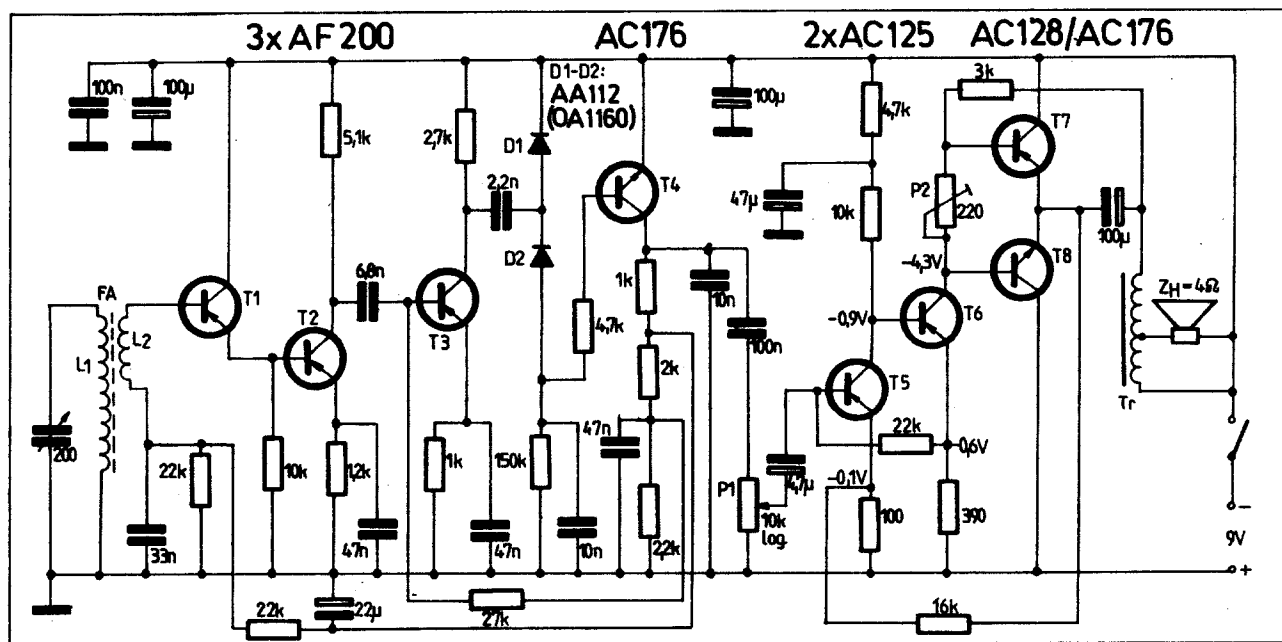 3xAF200 AC176 2xAC125 AC128/AC176
100n
100µ
5,1k
2,7k
D1-D2:
AA112
(OA1160)
D1
2,2n
D2
T4
100µ
4,7k
47µ
10k
3k
T7
P2
220
-4,3V
T8
100µ
ZH=4Ω
FA
L1
L2
T1
T2
6,8n
T3
4,7k
1k
10n
2k
100n
-0,9V
T6
T5
Tr
200
22k
33n
10k
1,2k
47n
1k
47n
150k
10n
47n
2,2k
P1
10k
log
4,7µ
22k
-0,1V
0,6V
100
390
-
9V
+
22k
22µ
27k
16k